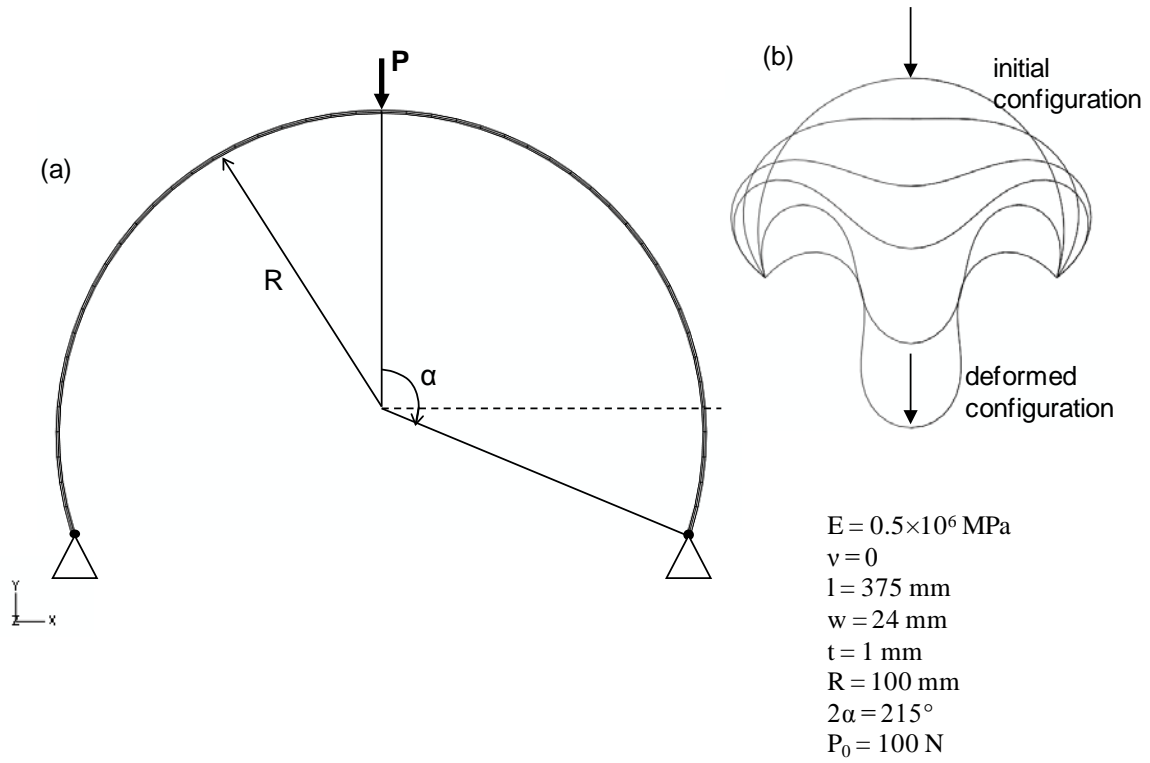 (a)
P
R
α
Y
Z X
(b)
initial
configuration
deformed
configuration
E = 0.5×10⁶ MPa
ν = 0
l = 375 mm
w = 24 mm
t = 1 mm
R = 100 mm
2α = 215°
P₀ = 100 N